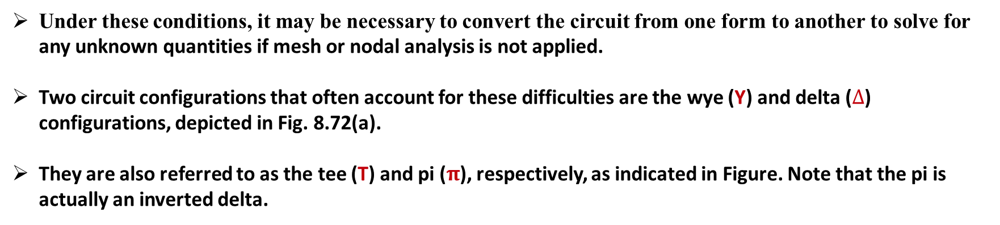 ➢ Under these conditions, it may be necessary to convert the circuit from one form to another to solve for
any unknown quantities if mesh or nodal analysis is not applied.
➢ Two circuit configurations that often account for these difficulties are the wye (Y) and delta (Δ)
configurations, depicted in Fig. 8.72(a).
➢ They are also referred to as the tee (T) and pi (π), respectively, as indicated in Figure. Note that the pi is
actually an inverted delta.